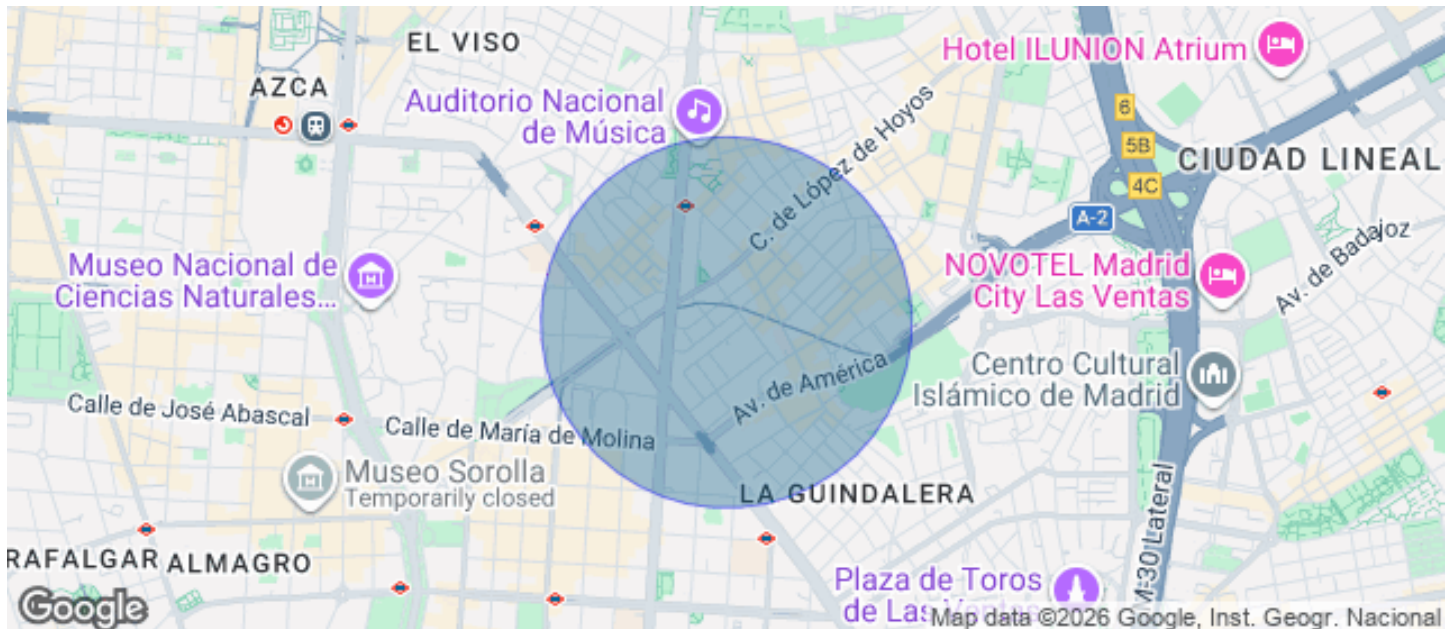 EL VISO
AZCA
Auditorio Nacional
de Música
C. de López de Hoyos
Hotel ILUNION Atrium
6
5B
4C
CIUDAD LINEAL
A-2
Av. de Badajoz
Museo Nacional de
Ciencias Naturales...
NOVOTEL Madrid
City Las Ventas
Centro Cultural
Islámico de Madrid
Av. de América
Calle de José Abascal
Calle de María de Molina
Museo Sorolla
Temporarily closed
LA GUINDALERA
M-30 Lateral
RAFALGAR
ALMAGRO
Plaza de Toros
de Las Ventas
Google
Map data ©2026 Google, Inst. Geogr. Nacional